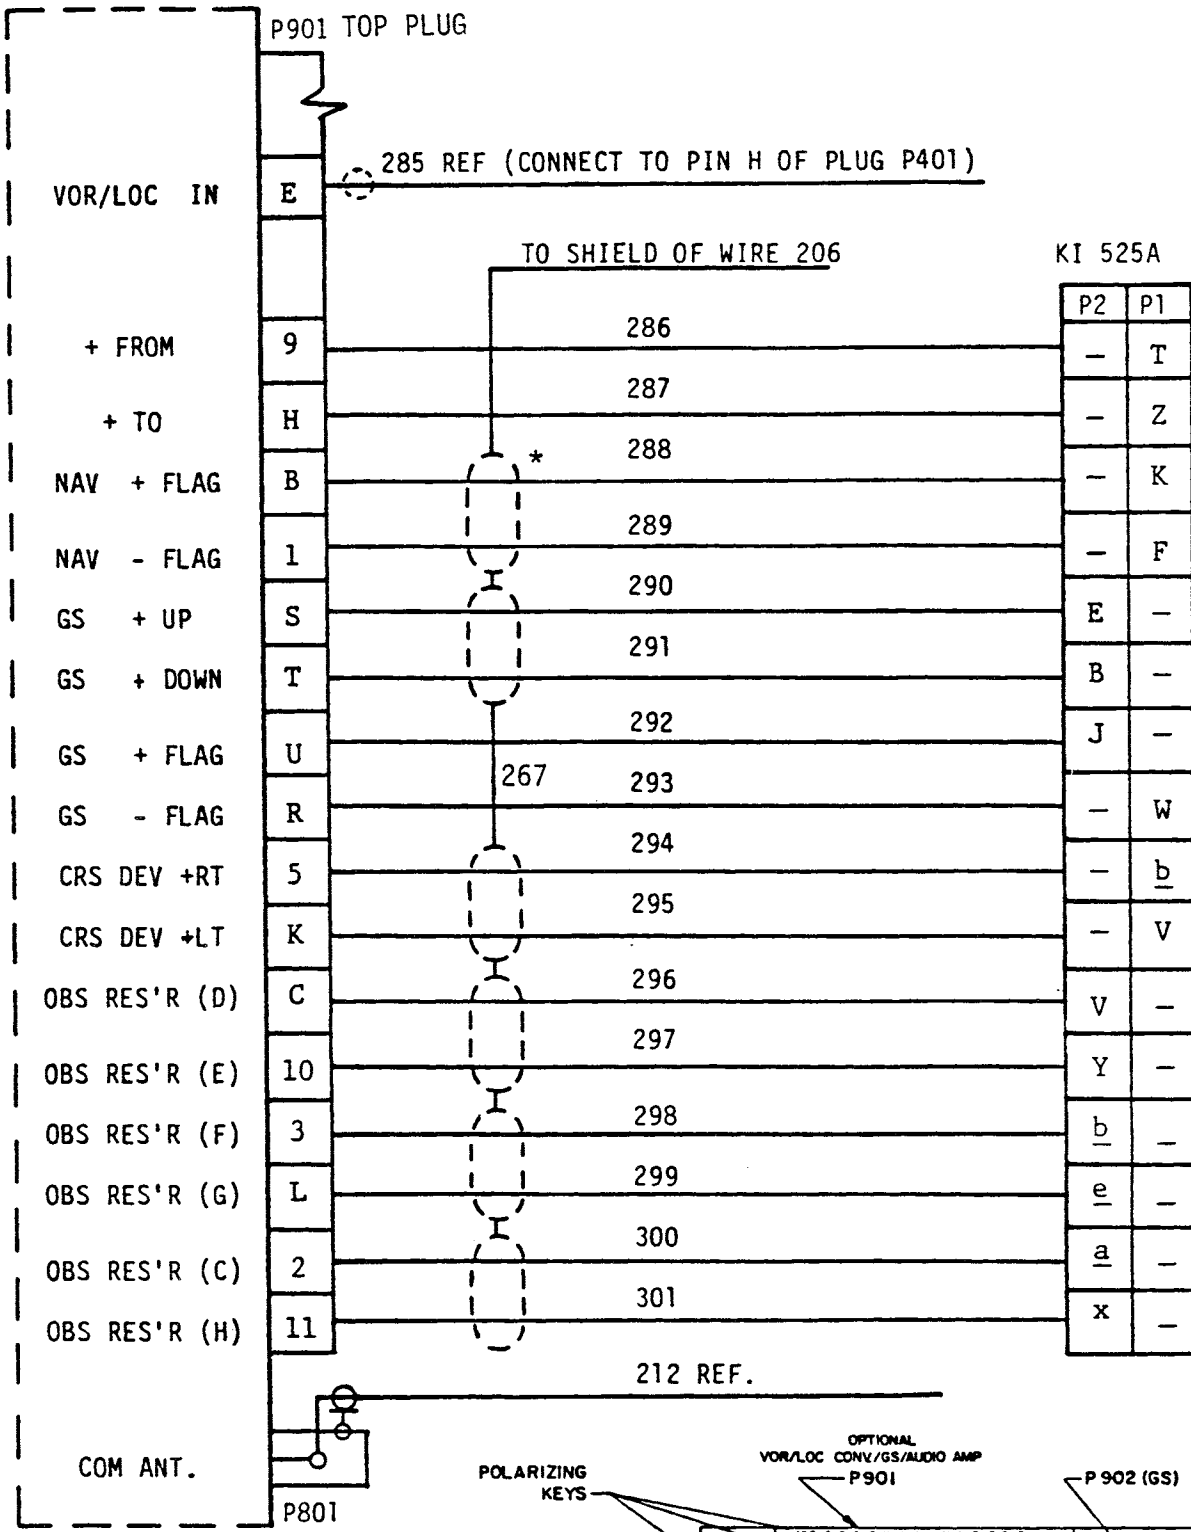 P901 TOP PLUG
285 REF (CONNECT TO PIN H OF PLUG P401)
VOR/LOC IN E
TO SHIELD OF WIRE 206
KI 525A
P2 P1
+ FROM 9 286 — T
+ TO H 287 — Z
NAV + FLAG B * 288 — K
NAV - FLAG 1 289 — F
GS + UP S 290 E —
GS + DOWN T 291 B —
GS + FLAG U 292 J —
267
GS - FLAG R 293 — W
CRS DEV +RT 5 294 — b
CRS DEV +LT K 295 — V
OBS RES'R (D) C 296 V —
OBS RES'R (E) 10 297 Y —
OBS RES'R (F) 3 298 b —
OBS RES'R (G) L 299 e —
OBS RES'R (C) 2 300 a —
OBS RES'R (H) 11 301 x —
212 REF.
COM ANT.
P801
POLARIZING
KEYS
OPTIONAL
VOR/LOC CONV./GS/AUDIO AMP
P901
P902 (GS)